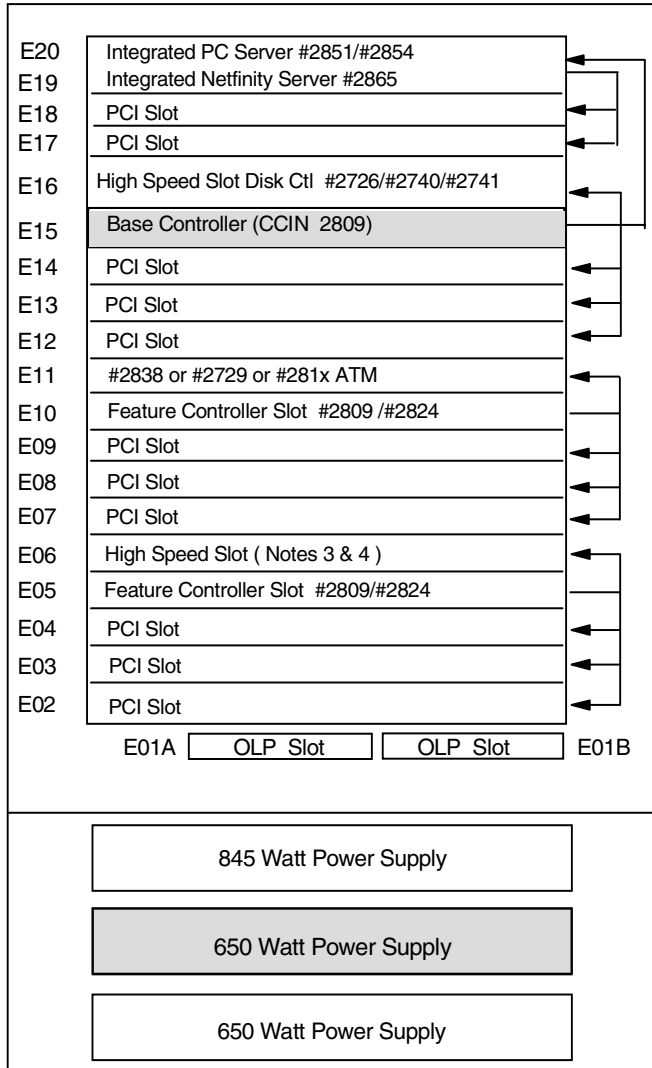 E20 Integrated PC Server #2851/#2854
E19 Integrated Netfinity Server #2865
E18 PCI Slot
E17 PCI Slot
E16 High Speed Slot Disk Ctl #2726/#2740/#2741
E15 Base Controller (CCIN 2809)
E14 PCI Slot
E13 PCI Slot
E12 PCI Slot
E11 #2838 or #2729 or #281x ATM
E10 Feature Controller Slot #2809 /#2824
E09 PCI Slot
E08 PCI Slot
E07 PCI Slot
E06 High Speed Slot ( Notes 3 & 4 )
E05 Feature Controller Slot #2809/#2824
E04 PCI Slot
E03 PCI Slot
E02 PCI Slot
E01A OLP Slot OLP Slot E01B
845 Watt Power Supply
650 Watt Power Supply
650 Watt Power Supply